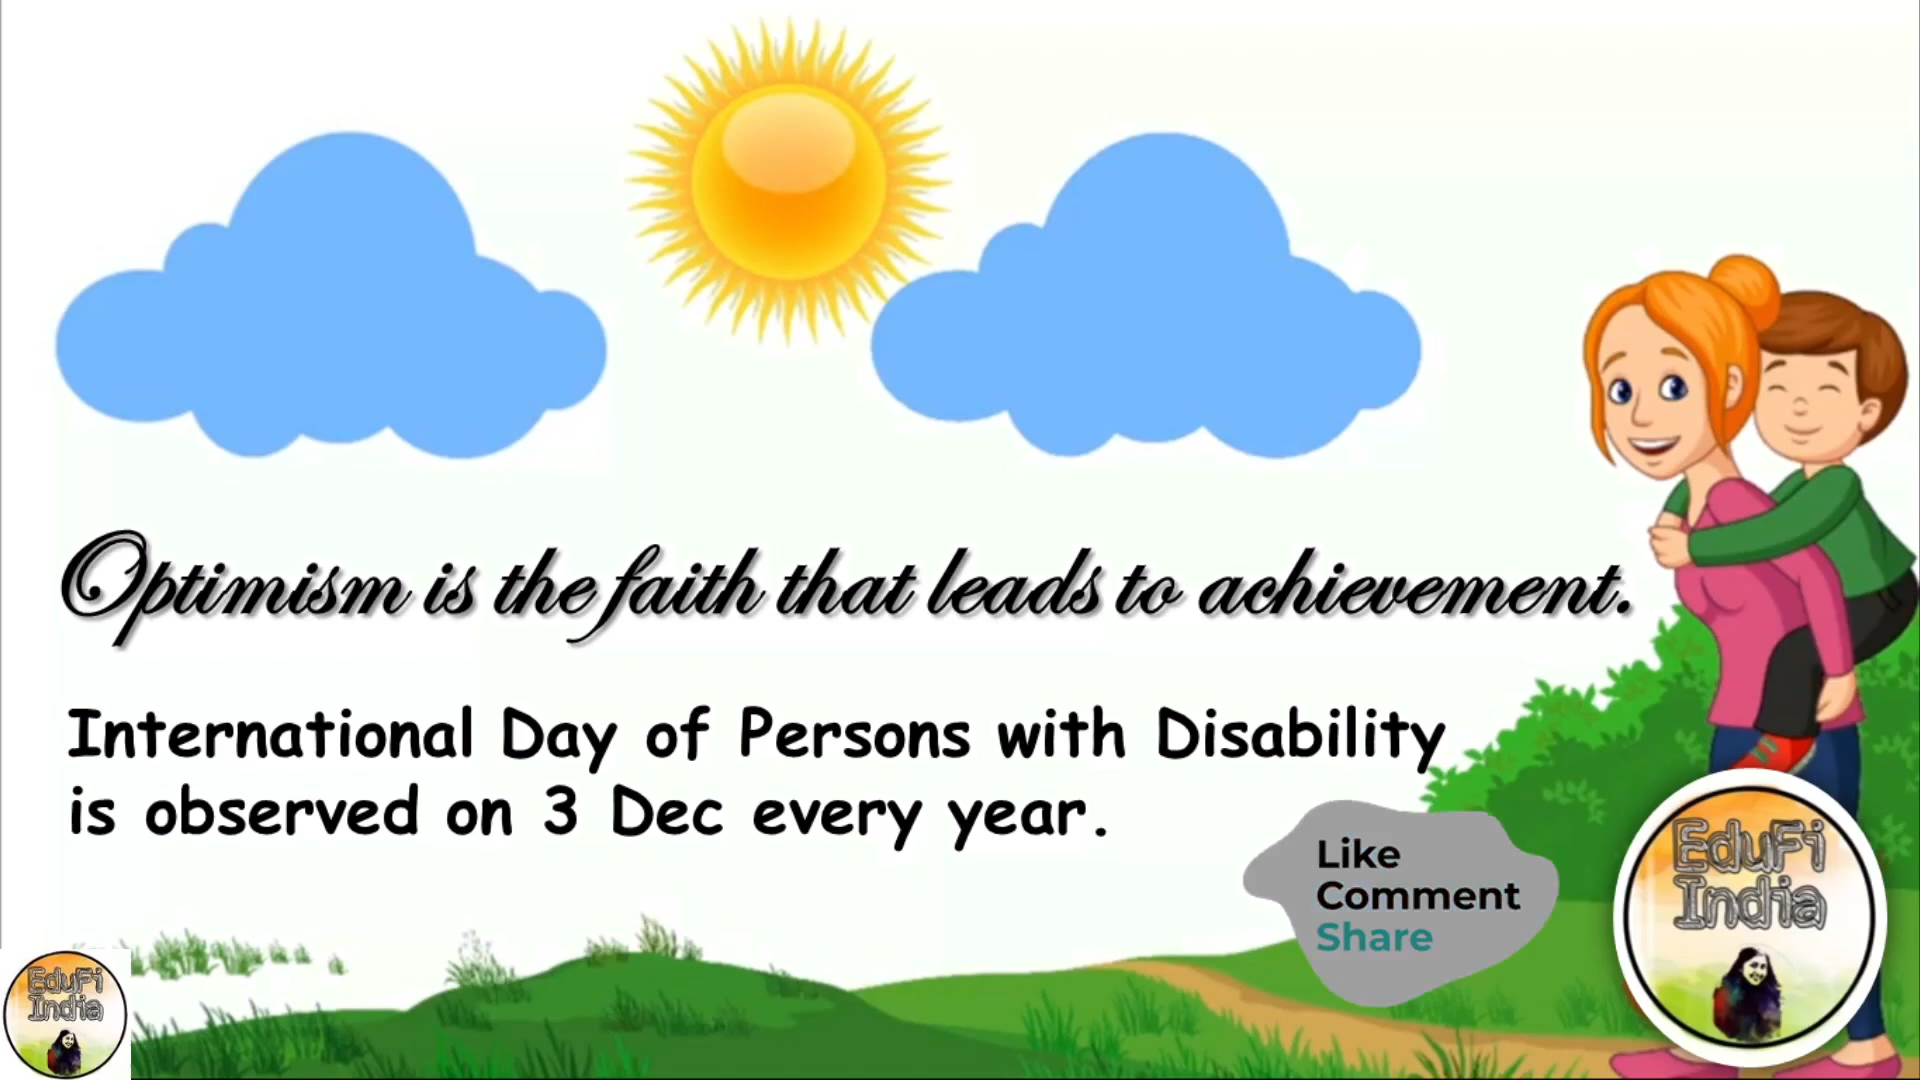 Optimism is the faith that leads to achievement.
International Day of Persons with Disability
is observed on 3 Dec every year.
Like
Comment
Share
EduFi
India
EduFi
India